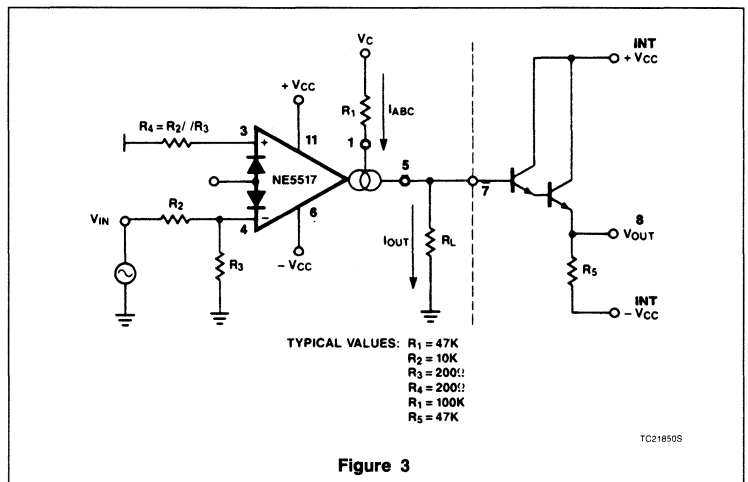 VC
INT
+ VCC
+ VCC
R1
IABC
R4 = R2/ /R3
3
+
11
1
5
NE5517
7
VIN
R2
4
−
6
8
VOUT
R3
− VCC
IOUT
RL
R5
INT
− VCC
TYPICAL VALUES: R1 = 47K
R2 = 10K
R3 = 200Ω
R4 = 200Ω
R1 = 100K
R5 = 47K
TC21850S
Figure 3